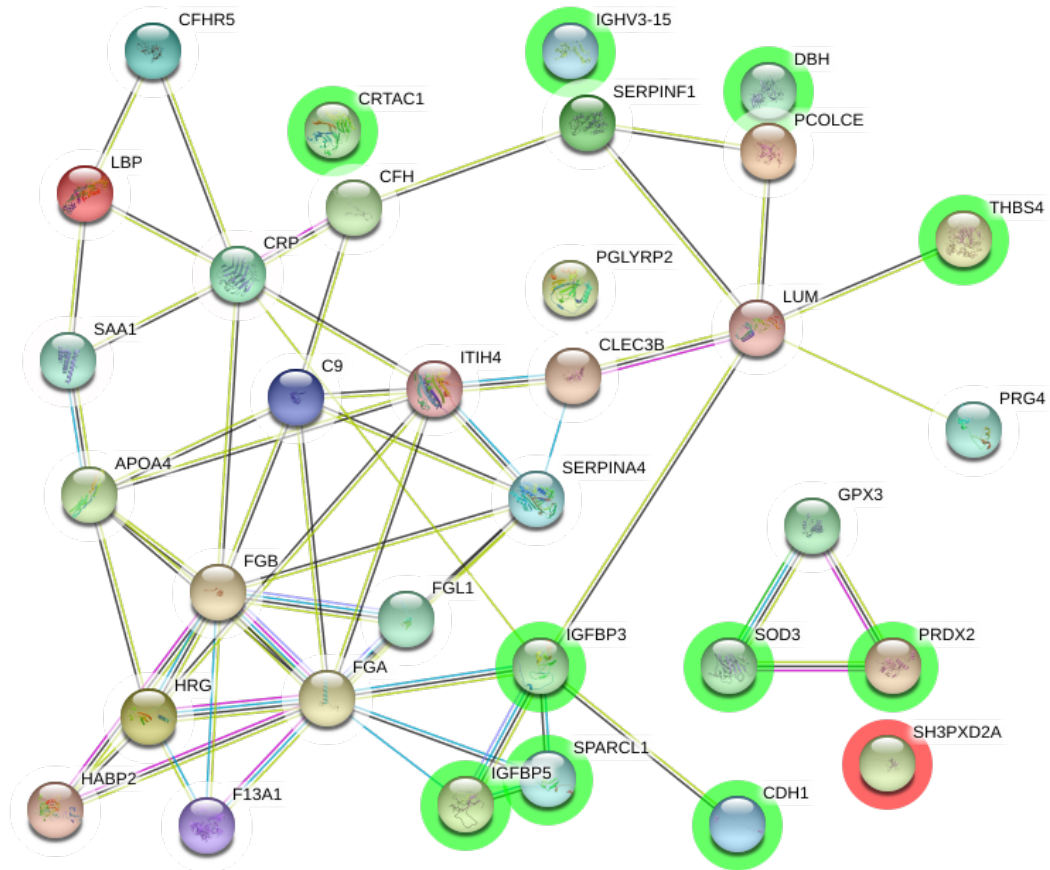 CFHR5
IGHV3-15
DBH
SERPINF1
CRTAC1
PCOLCE
LBP
CFH
THBS4
CRP
PGLYRP2
LUM
SAA1
CLEC3B
C9
ITIH4
PRG4
APOA4
SERPINA4
GPX3
FGB
FGL1
IGFBP3
SOD3
PRDX2
FGA
HRG
SH3PXD2A
SPARCL1
IGFBP5
HABP2
F13A1
CDH1